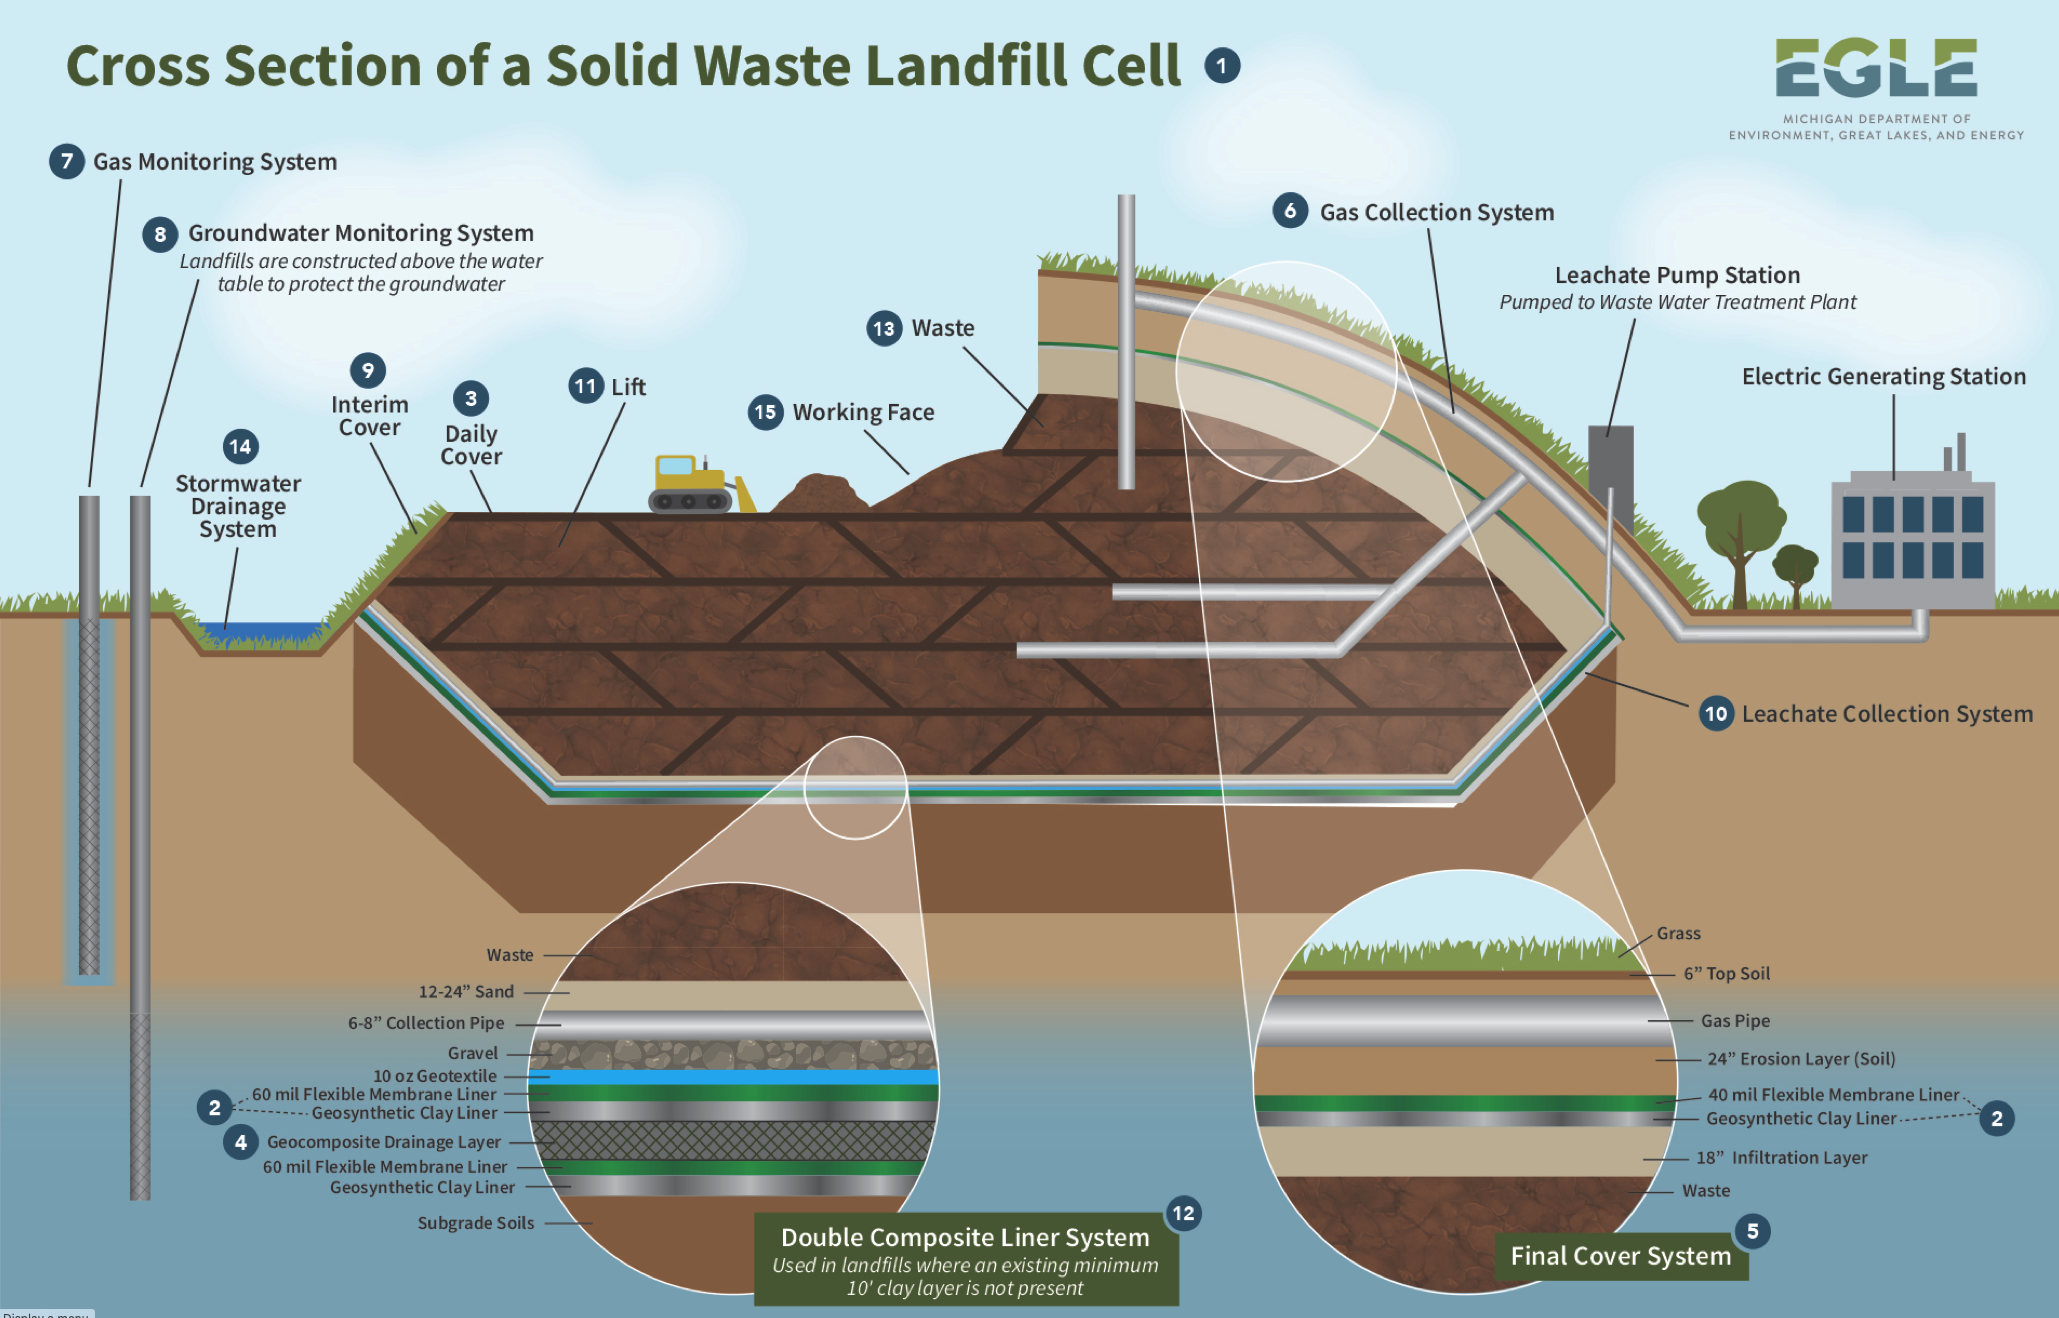 Cross Section of a Solid Waste Landfill Cell 1
EGLE
MICHIGAN DEPARTMENT OF
ENVIRONMENT, GREAT LAKES, AND ENERGY
7 Gas Monitoring System
8 Groundwater Monitoring System
Landfills are constructed above the water
table to protect the groundwater
6 Gas Collection System
Leachate Pump Station
Pumped to Waste Water Treatment Plant
13 Waste
Electric Generating Station
9
Interim
Cover
3
Daily
Cover
11 Lift
15 Working Face
14
Stormwater
Drainage
System
10 Leachate Collection System
Waste
12-24” Sand
6-8” Collection Pipe
Gravel
10 oz Geotextile
60 mil Flexible Membrane Liner
2
Geosynthetic Clay Liner
4 Geocomposite Drainage Layer
60 mil Flexible Membrane Liner
Geosynthetic Clay Liner
Subgrade Soils
12
Double Composite Liner System
Used in landfills where an existing minimum
10' clay layer is not present
Grass
6” Top Soil
Gas Pipe
24” Erosion Layer (Soil)
40 mil Flexible Membrane Liner
Geosynthetic Clay Liner
2
18” Infiltration Layer
Waste
5
Final Cover System